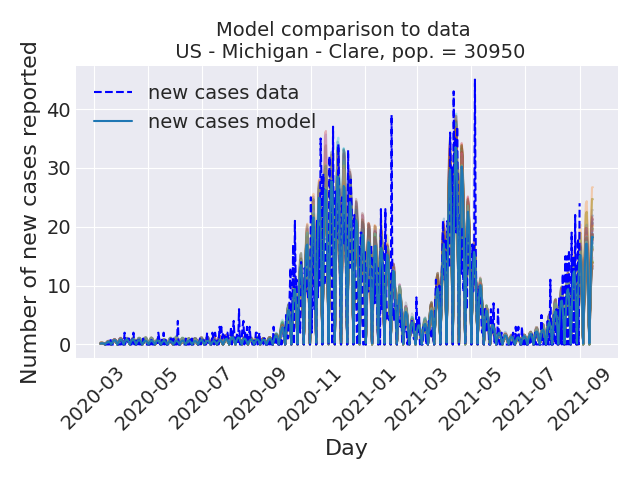 Model comparison to data
US - Michigan - Clare, pop. = 30950
Number of new cases reported
40
30
20
10
0
new cases data
new cases model
2020-03
2020-05
2020-07
2020-09
2020-11
2021-01
2021-03
2021-05
2021-07
2021-09
Day